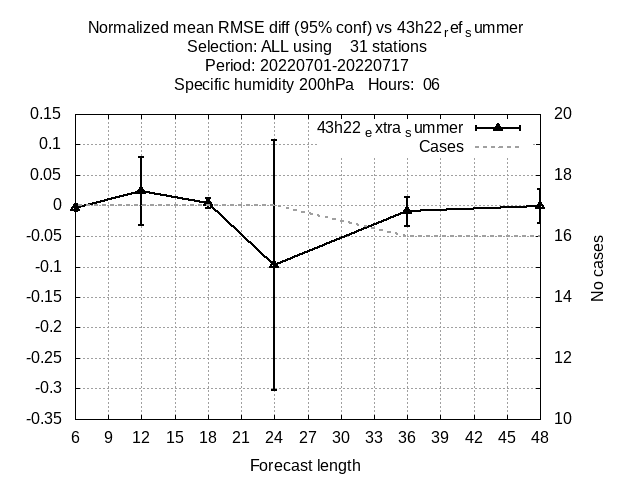 Normalized mean RMSE diff (95% conf) vs 43h22refsummer
Selection: ALL using 31 stations
Period: 20220701-20220717
Specific humidity 200hPa Hours: 06
43h22extrasummer
Cases
0.15
0.1
0.05
0
-0.05
-0.1
-0.15
-0.2
-0.25
-0.3
-0.35
20
18
16
14
12
10
No cases
6 9 12 15 18 21 24 27 30 33 36 39 42 45 48
Forecast length